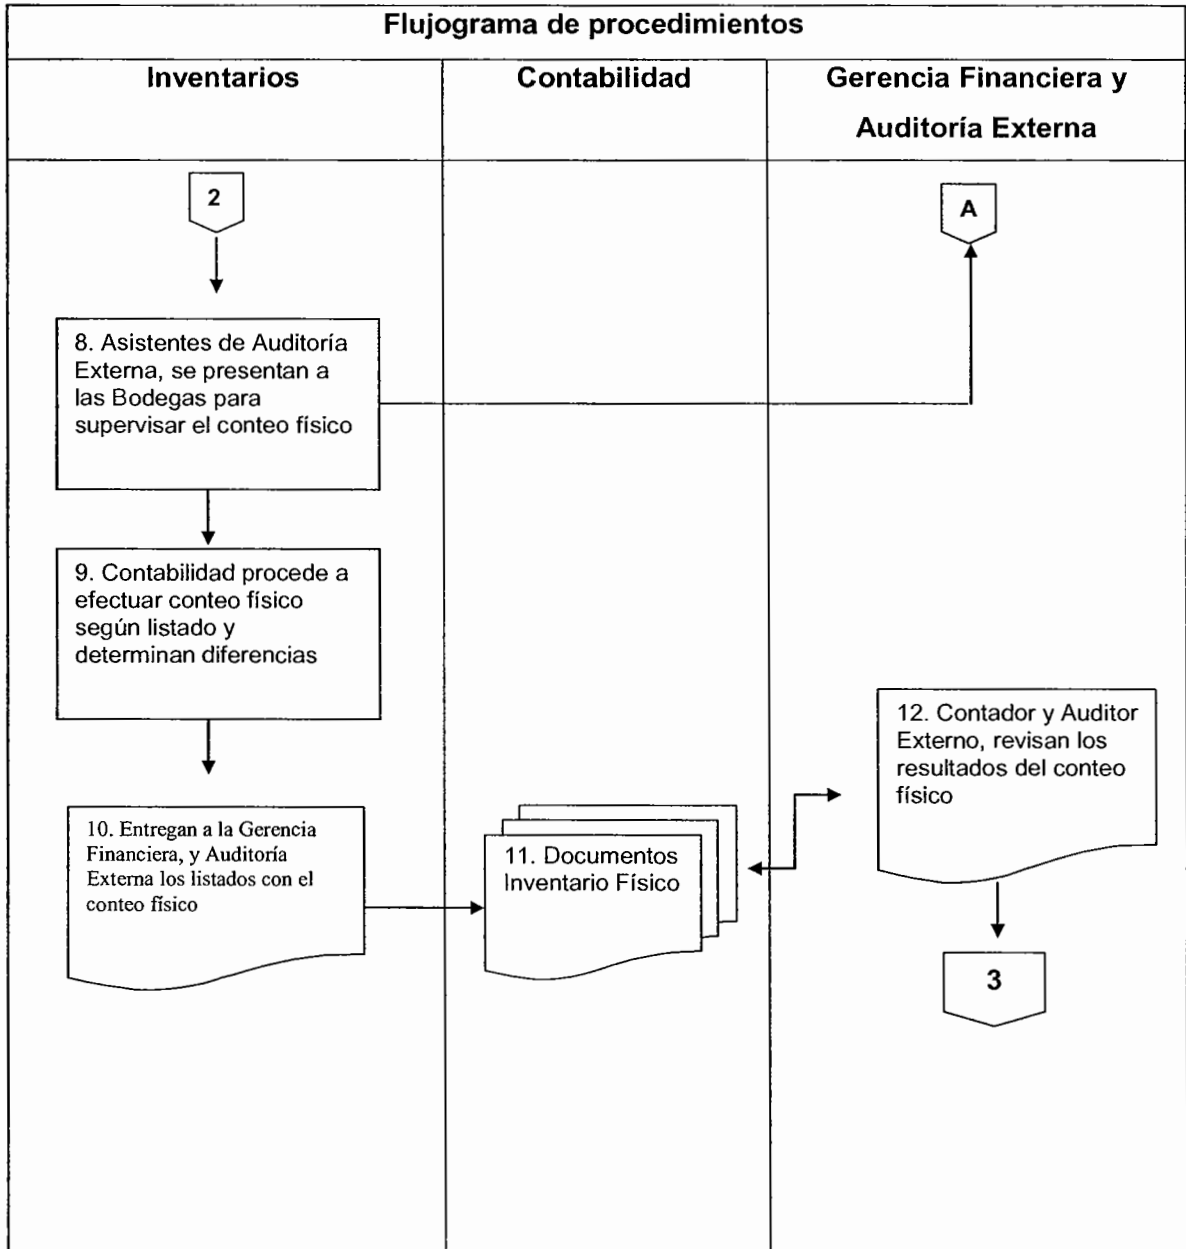 Flujograma de procedimientos
Inventarios
Contabilidad
Gerencia Financiera y
Auditoría Externa
2
A
8. Asistentes de Auditoría
Externa, se presentan a
las Bodegas para
supervisar el conteo físico
9. Contabilidad procede a
efectuar conteo físico
según listado y
determinan diferencias
10. Entregan a la Gerencia
Financiera, y Auditoría
Externa los listados con el
conteo físico
11. Documentos
Inventario Físico
12. Contador y Auditor
Externo, revisan los
resultados del conteo
físico
3